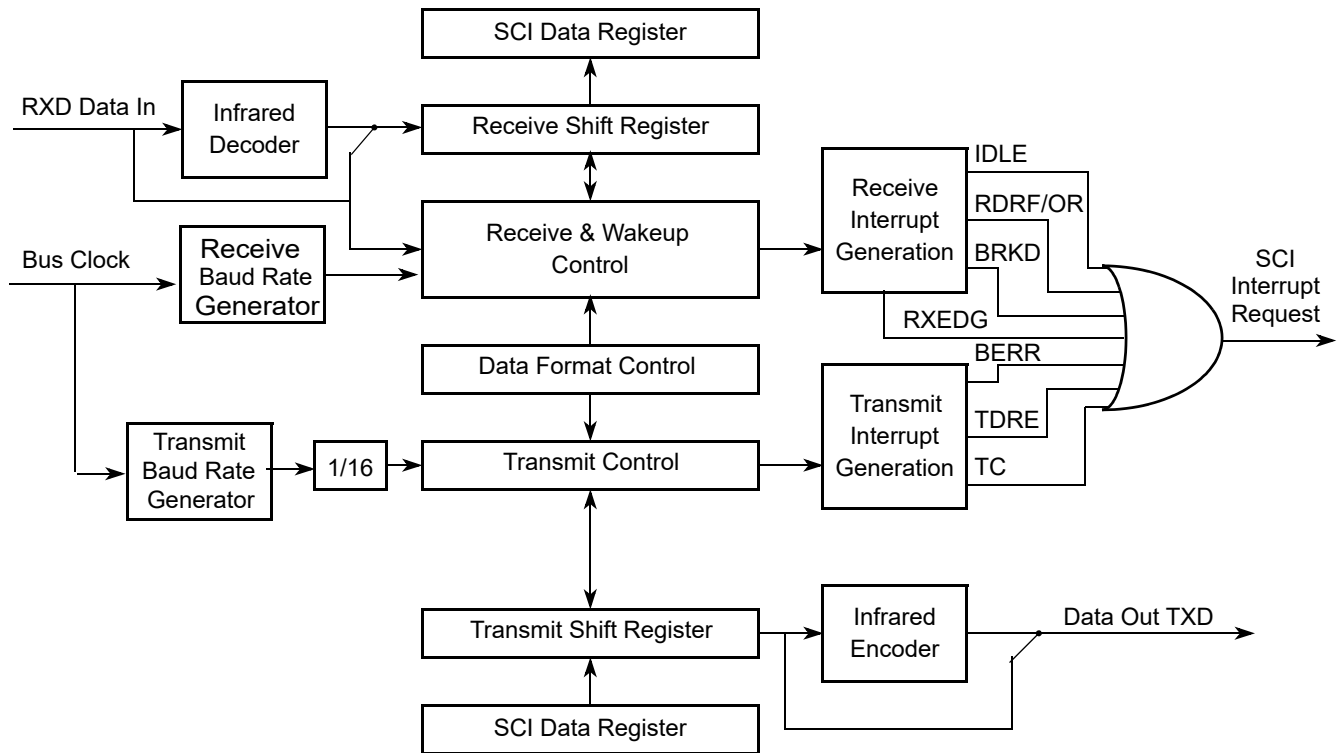 SCI Data Register
RXD Data In
Infrared
Decoder
Receive Shift Register
IDLE
Receive
Interrupt
Generation
RDRF/OR
Receive & Wakeup
Control
Bus Clock
Receive
Baud Rate
Generator
BRKD
SCI
Interrupt
Request
RXEDG
Data Format Control
BERR
Transmit
Interrupt
Generation
TDRE
Transmit
Baud Rate
Generator
1/16
Transmit Control
TC
Transmit Shift Register
Infrared
Encoder
Data Out TXD
SCI Data Register